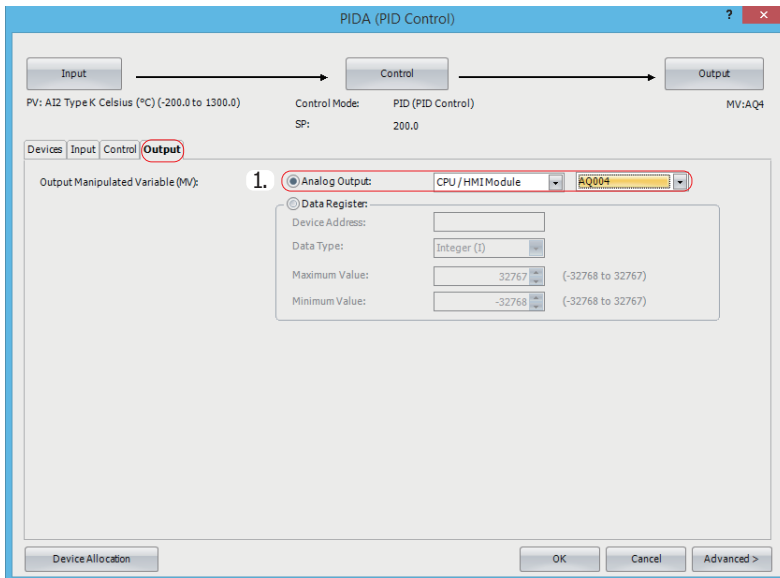 PIDA (PID Control)
? ×
Input Control Output
PV: AI2 Type K Celsius (°C) (-200.0 to 1300.0) Control Mode: PID (PID Control) MV:AQ4
SP: 200.0
Devices Input Control Output
Output Manipulated Variable (MV): 1. Analog Output: CPU / HMI Module AQ004
Data Register:
Device Address:
Data Type: Integer (I)
Maximum Value: 32767 (-32768 to 32767)
Minimum Value: -32768 (-32768 to 32767)
Device Allocation OK Cancel Advanced >